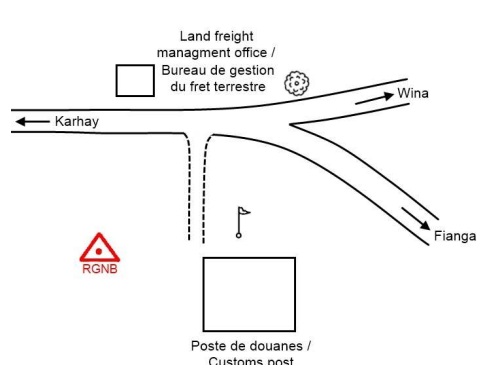 Land freight
managment office /
Bureau de gestion
du fret terrestre
Wina
Karhay
Fianga
RGNB
Poste de douanes /
Customs post